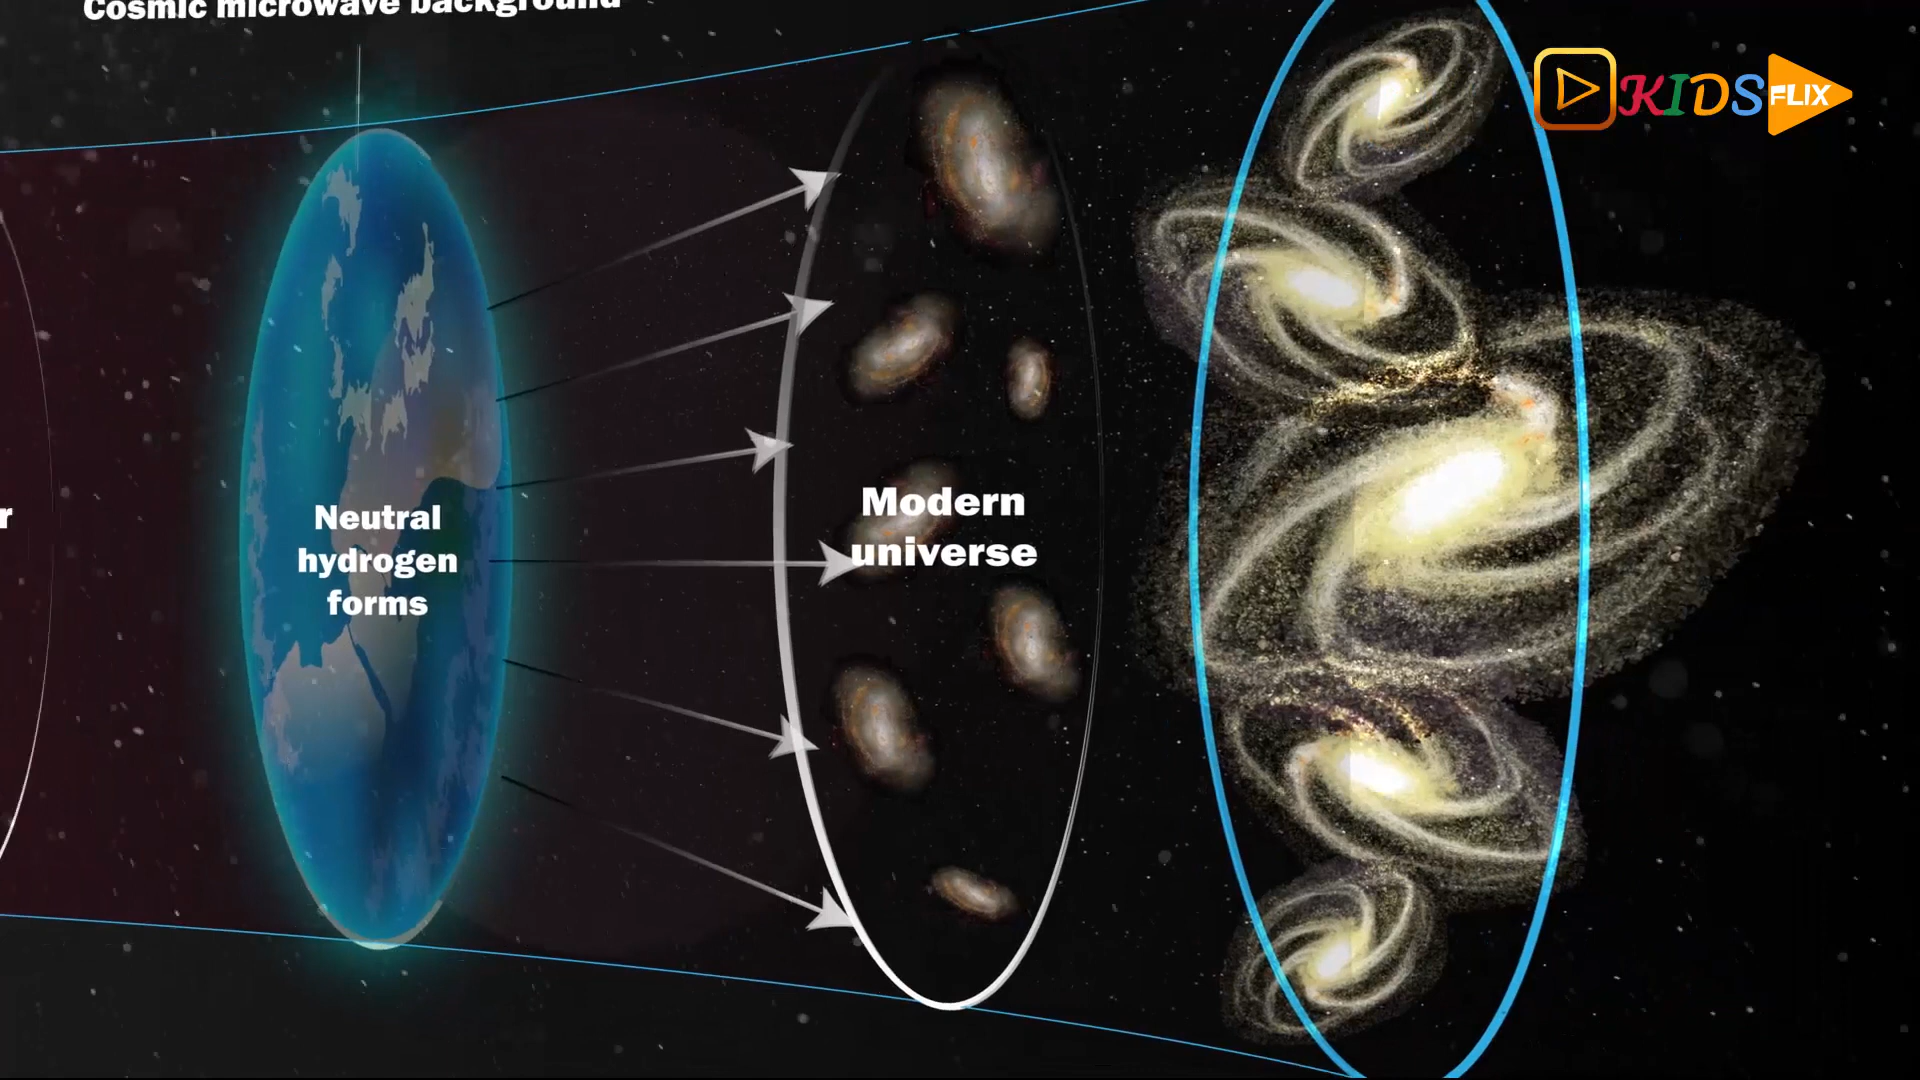 Cosmic microwave background
KIDS
FLIX
r
Neutral
hydrogen
forms
Modern
universe